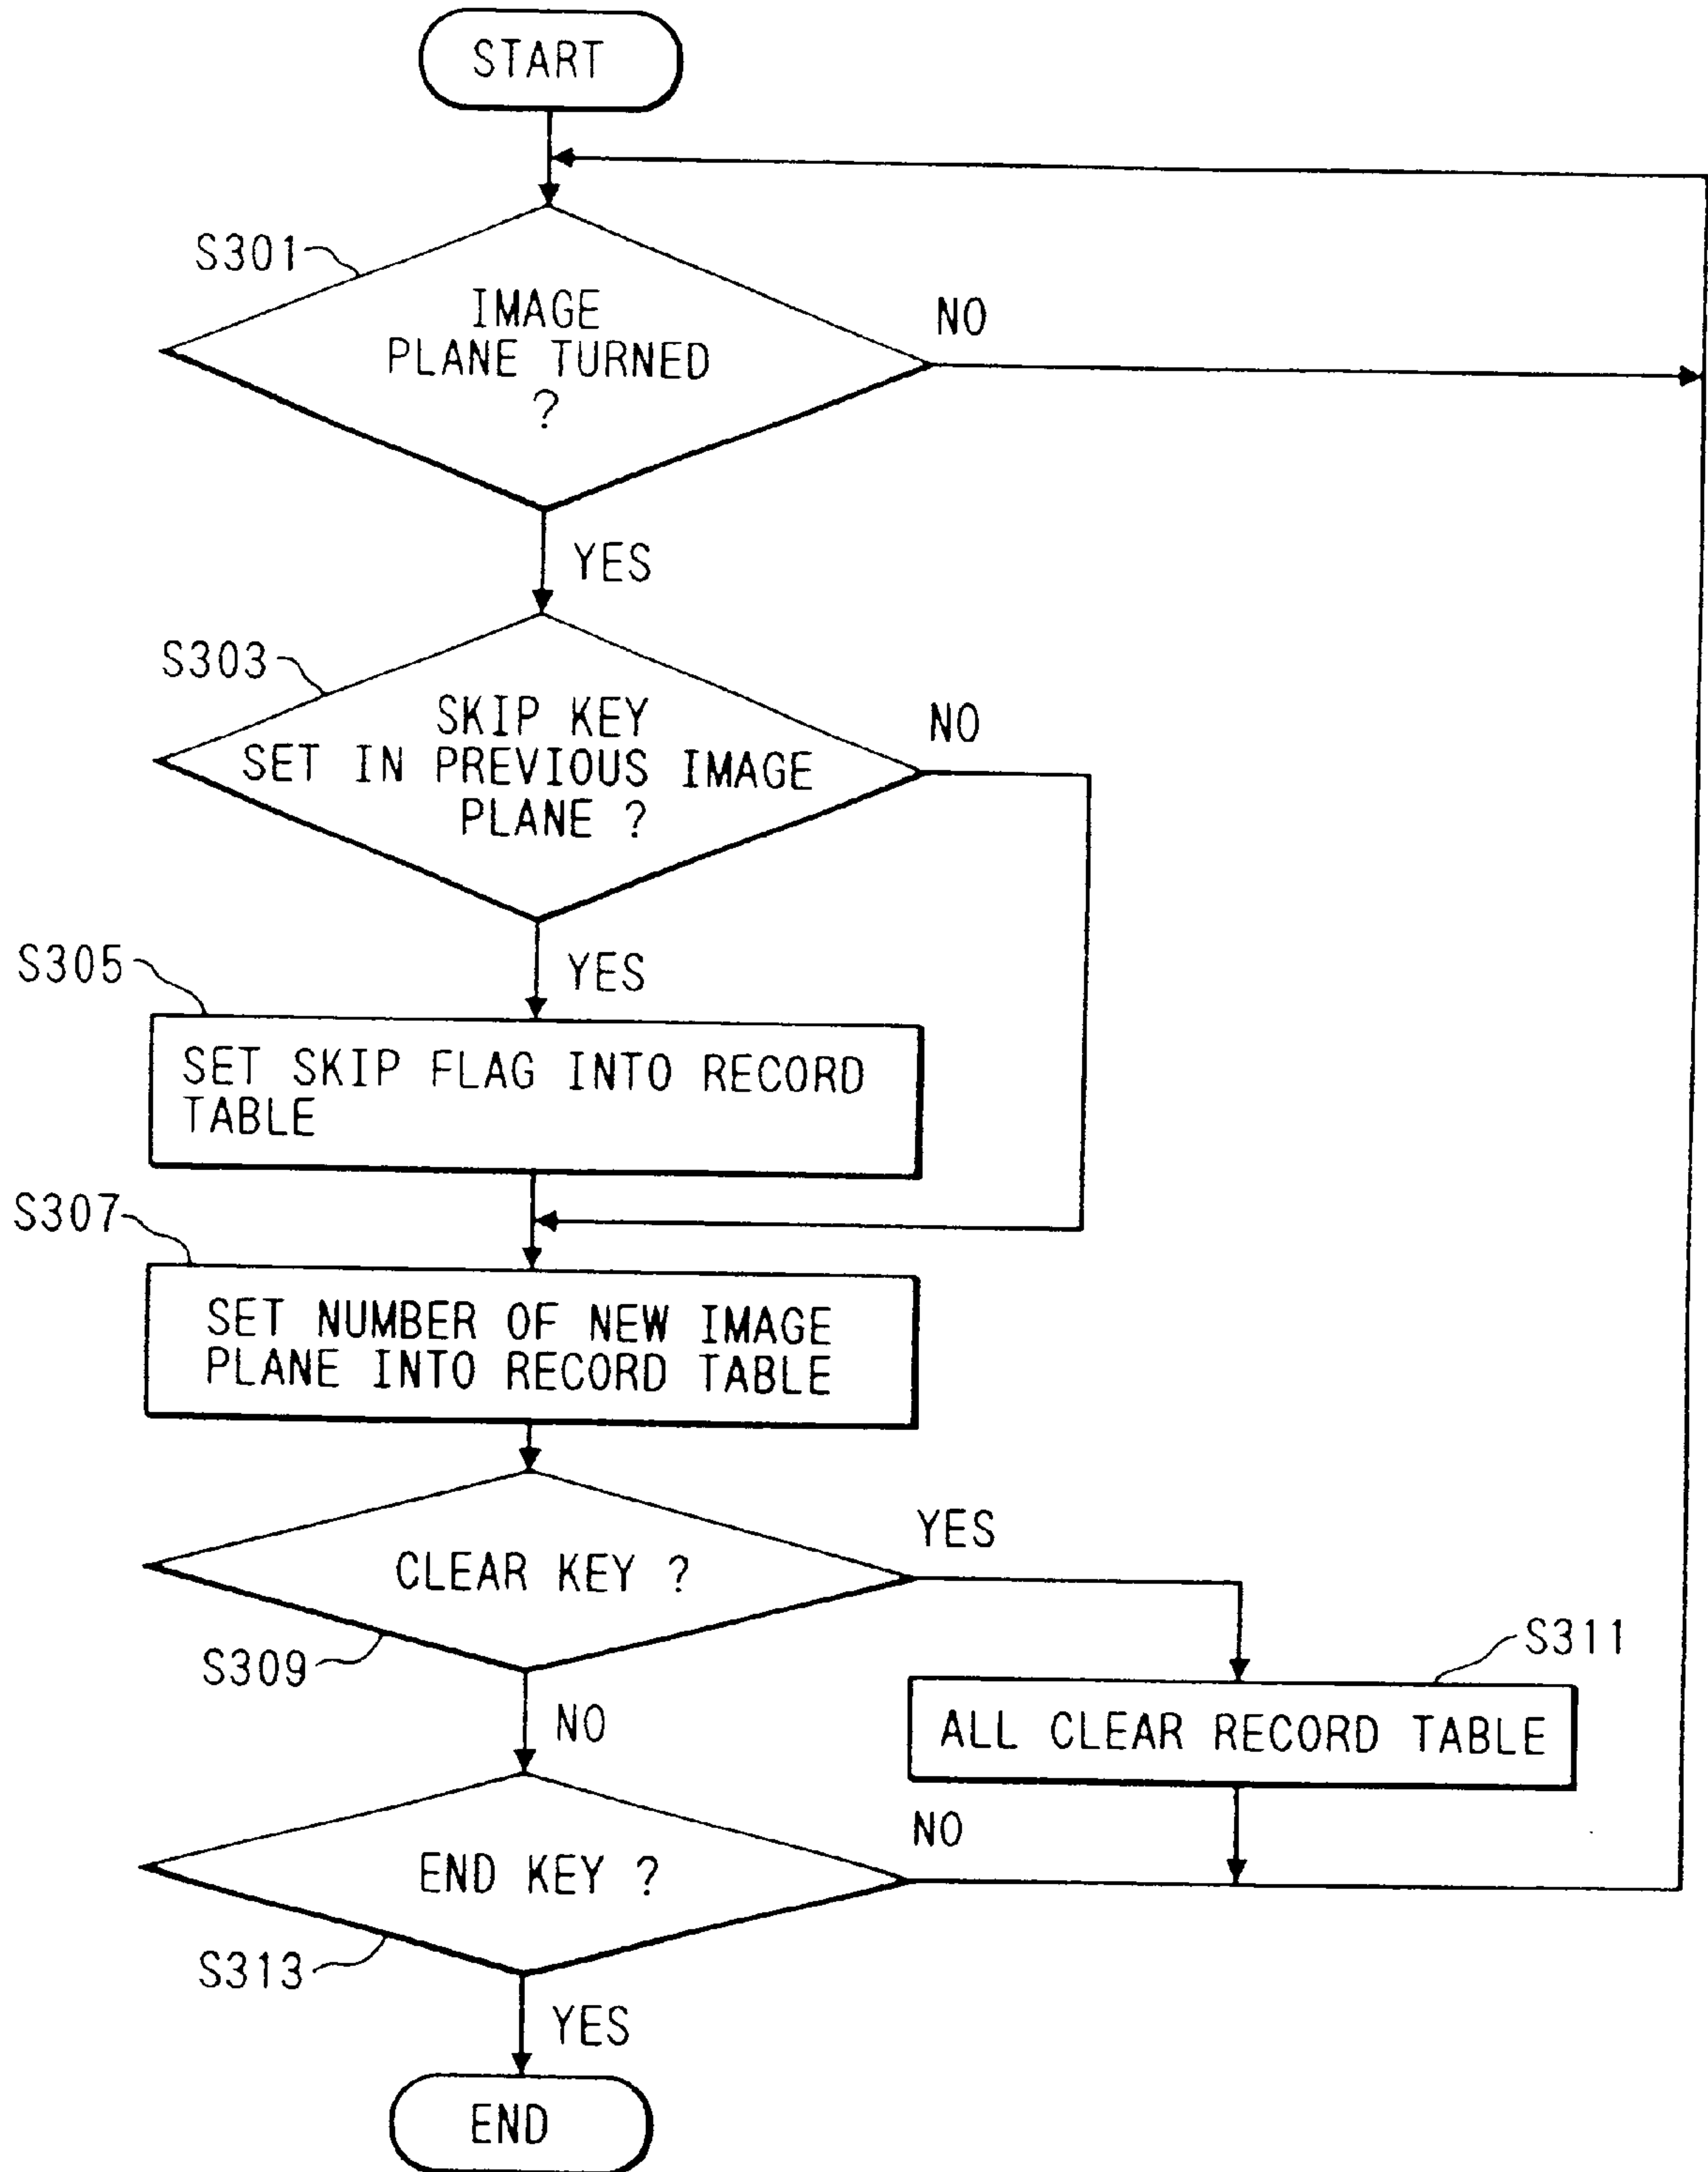 START
S301
IMAGE
PLANE TURNED
?
NO
YES
S303
SKIP KEY
SET IN PREVIOUS IMAGE
PLANE ?
NO
YES
S305
SET SKIP FLAG INTO RECORD
TABLE
S307
SET NUMBER OF NEW IMAGE
PLANE INTO RECORD TABLE
CLEAR KEY ?
YES
S309
NO
S311
ALL CLEAR RECORD TABLE
END KEY ?
NO
S313
YES
END